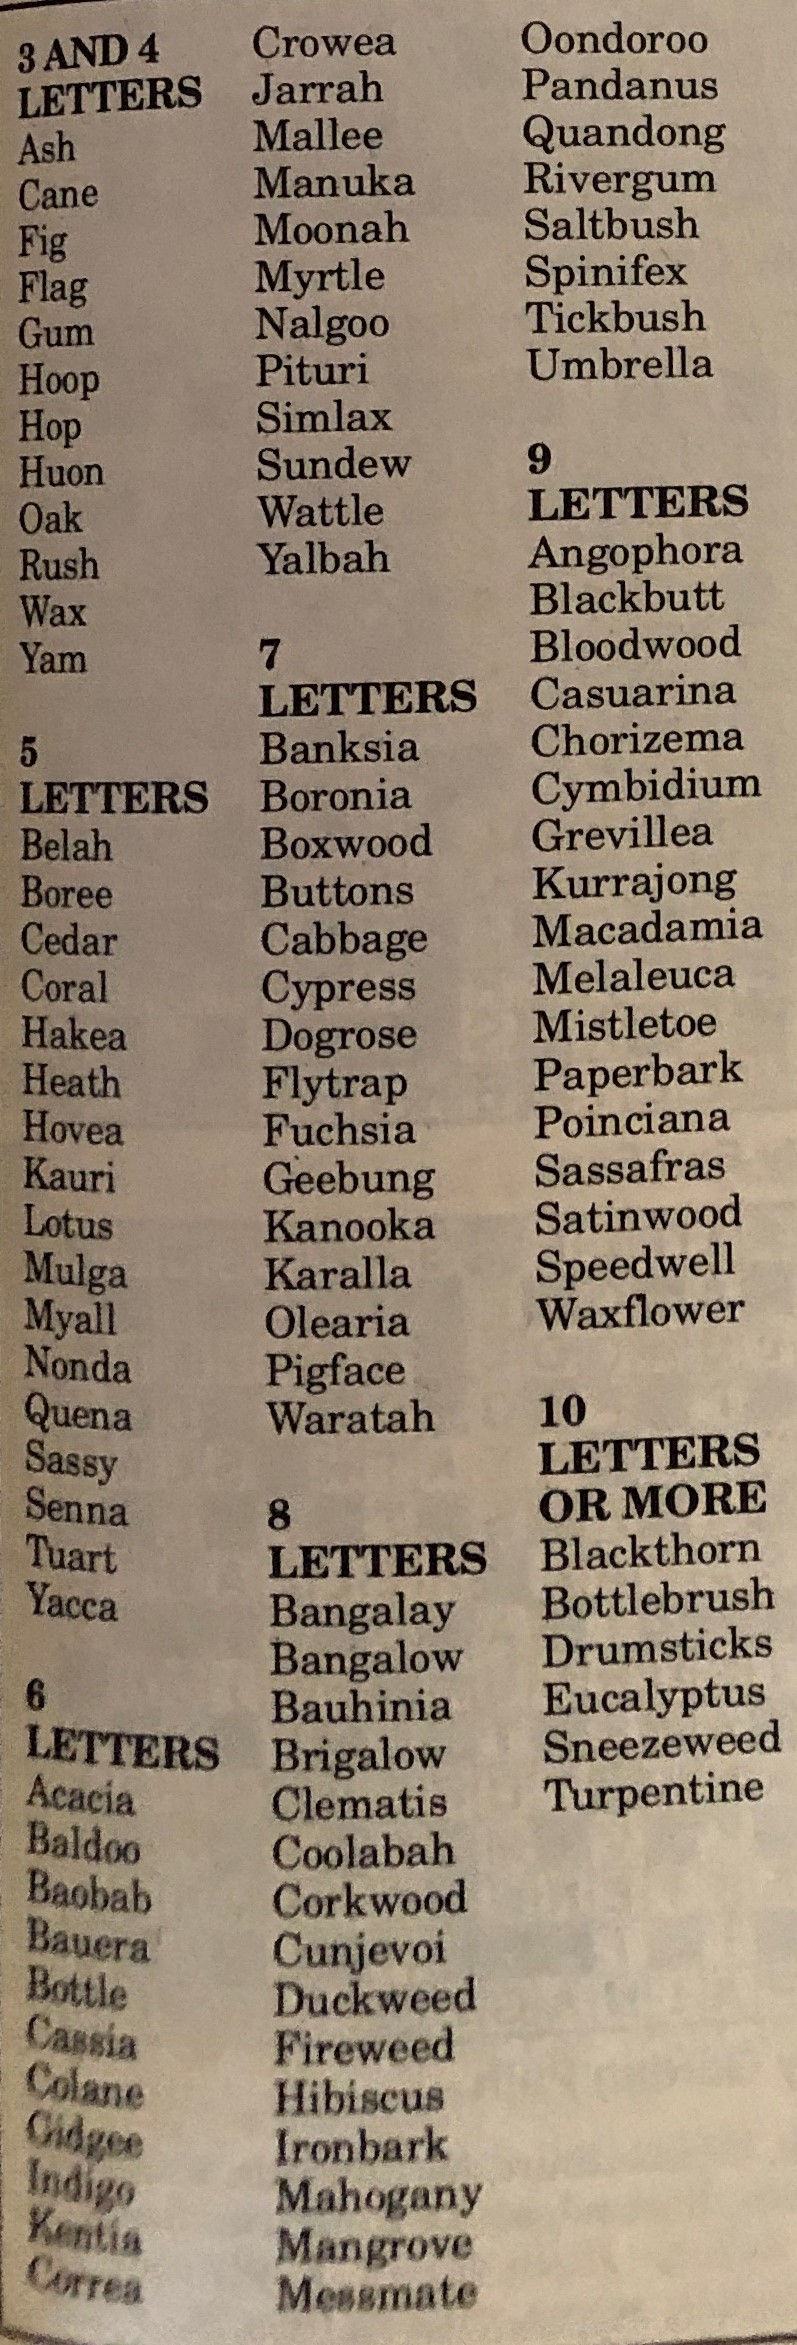 3 AND 4
LETTERS
Ash
Cane
Fig
Flag
Gum
Hoop
Hop
Huon
Oak
Rush
Wax
Yam
5
LETTERS
Belah
Boree
Cedar
Coral
Hakea
Heath
Hovea
Kauri
Lotus
Mulga
Myall
Nonda
Quena
Sassy
Senna
Tuart
Yacca
6
LETTERS
Acacia
Baldoo
Baobab
Bauera
Bottle
Cassia
Colane
Gidgee
Indigo
Kentia
Correa
Crowea
Jarrah
Mallee
Manuka
Moonah
Myrtle
Nalgoo
Pituri
Simlax
Sundew
Wattle
Yalbah
7
LETTERS
Banksia
Boronia
Boxwood
Buttons
Cabbage
Cypress
Dogrose
Flytrap
Fuchsia
Geebung
Kanooka
Karalla
Olearia
Pigface
Waratah
8
LETTERS
Bangalay
Bangalow
Bauhinia
Brigalow
Clematis
Coolabah
Corkwood
Cunjevoi
Duckweed
Fireweed
Hibiscus
Ironbark
Mahogany
Mangrove
Messmate
Oondoroo
Pandanus
Quandong
Rivergum
Saltbush
Spinifex
Tickbush
Umbrella
9
LETTERS
Angophora
Blackbutt
Bloodwood
Casuarina
Chorizema
Cymbidium
Grevillea
Kurrajong
Macadamia
Melaleuca
Mistletoe
Paperbark
Poinciana
Sassafras
Satinwood
Speedwell
Waxflower
10
LETTERS
OR MORE
Blackthorn
Bottlebrush
Drumsticks
Eucalyptus
Sneezeweed
Turpentine